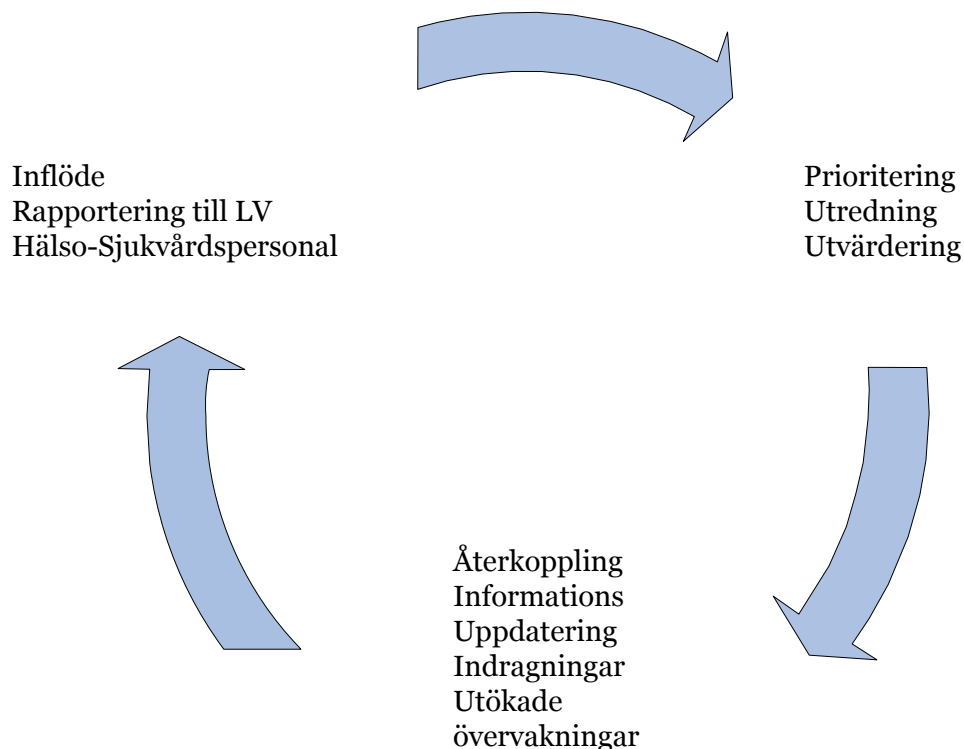 Inflöde
Rapportering till LV
Hälso-Sjukvårdspersonal
Prioritering
Utredning
Utvärdering
Återkoppling
Informations
Uppdatering
Indragningar
Utökade
övervakningar